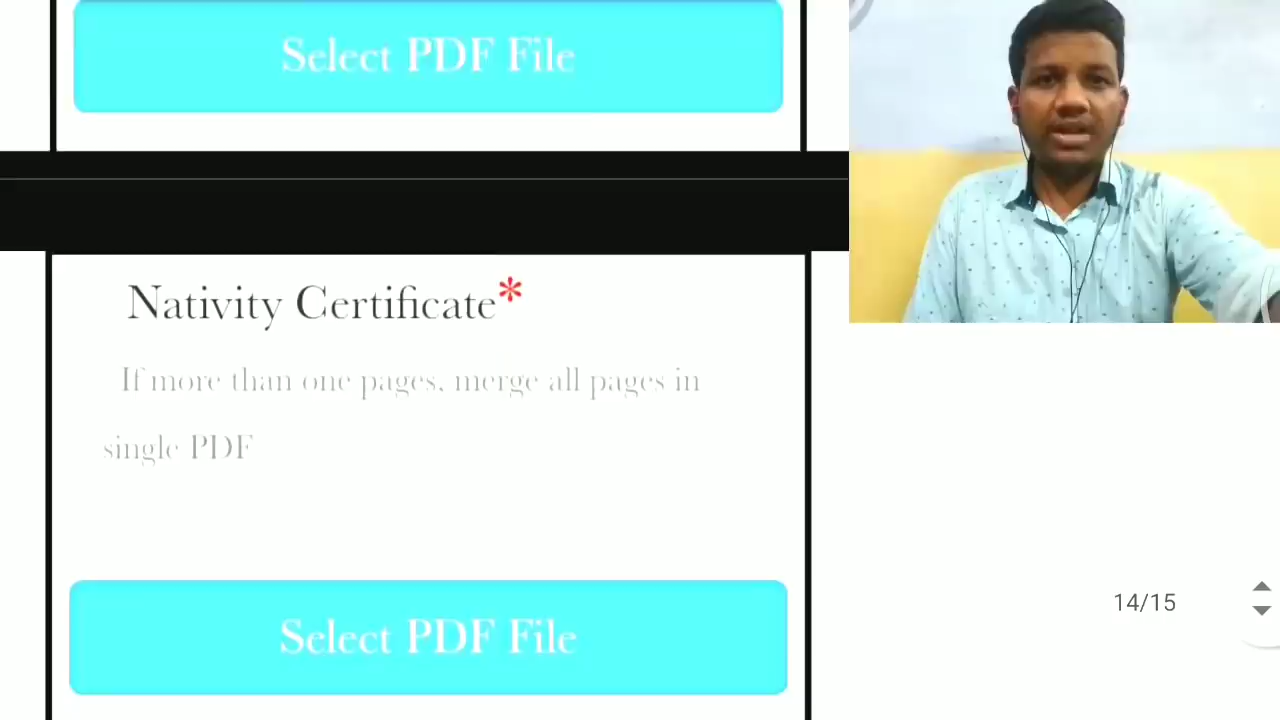 Select PDF File
Nativity Certificate*
If more than one pages, merge all pages in
single PDF
Select PDF File
14/15